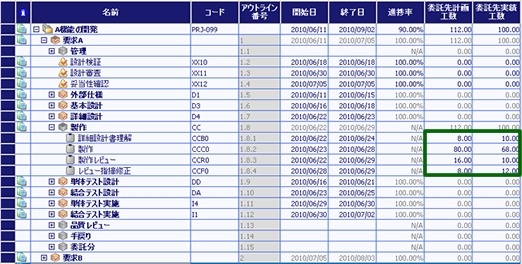 名前 コード アウトライン番号 開始日 終了日 進捗率 委託先計画工数 委託先実績工数
A機能の開発 PRJ-099 2010/06/11 2010/09/02 90.00% 112.00 100.00
要求A 1 2010/06/11 2010/07/05 100.00% 112.00 100.00
管理 1.1 N/A 0.00 0.00
設計検証 XX10 1.2 2010/06/18 2010/06/18 100.00% 0.00 0.00
設計審査 XX11 1.3 2010/06/30 2010/06/30 100.00% 0.00 0.00
妥当性確認 XX12 1.4 2010/07/05 2010/07/05 100.00% 0.00 0.00
外部仕様 D1 1.5 2010/06/11 2010/06/15 100.00% 0.00 0.00
基本設計 D3 1.6 2010/06/16 2010/06/18 100.00% 0.00 0.00
詳細設計 D4 1.7 2010/06/22 2010/06/23 100.00% 0.00 0.00
製作 CC 1.8 2010/06/22 2010/06/29 N/A 112.00 100.00
詳細設計書理解 CCB0 1.8.1 2010/06/22 2010/06/24 N/A 8.00 10.00
製作 CCC0 1.8.2 2010/06/23 2010/06/28 N/A 80.00 68.00
製作レビュー CCR0 1.8.3 2010/06/22 2010/06/29 N/A 16.00 10.00
レビュー指摘修正 CCF0 1.8.4 2010/06/28 2010/06/29 N/A 8.00 12.00
単体テスト設計 DD 1.9 2010/06/16 2010/06/21 100.00% 0.00 0.00
結合テスト設計 DA 1.10 2010/06/23 2010/06/25 100.00% 0.00 0.00
単体テスト実施 I4 1.11 2010/06/29 2010/06/30 100.00% 0.00 0.00
結合テスト実施 I1 1.12 2010/06/30 2010/07/02 100.00% 0.00 0.00
品質レビュー 1.13 N/A 0.00 0.00
手戻り 1.14 N/A 0.00 0.00
委託分 1.15 N/A 0.00 0.00
要求B 2 2010/07/05 2010/08/03 100.00% 0.00 0.00